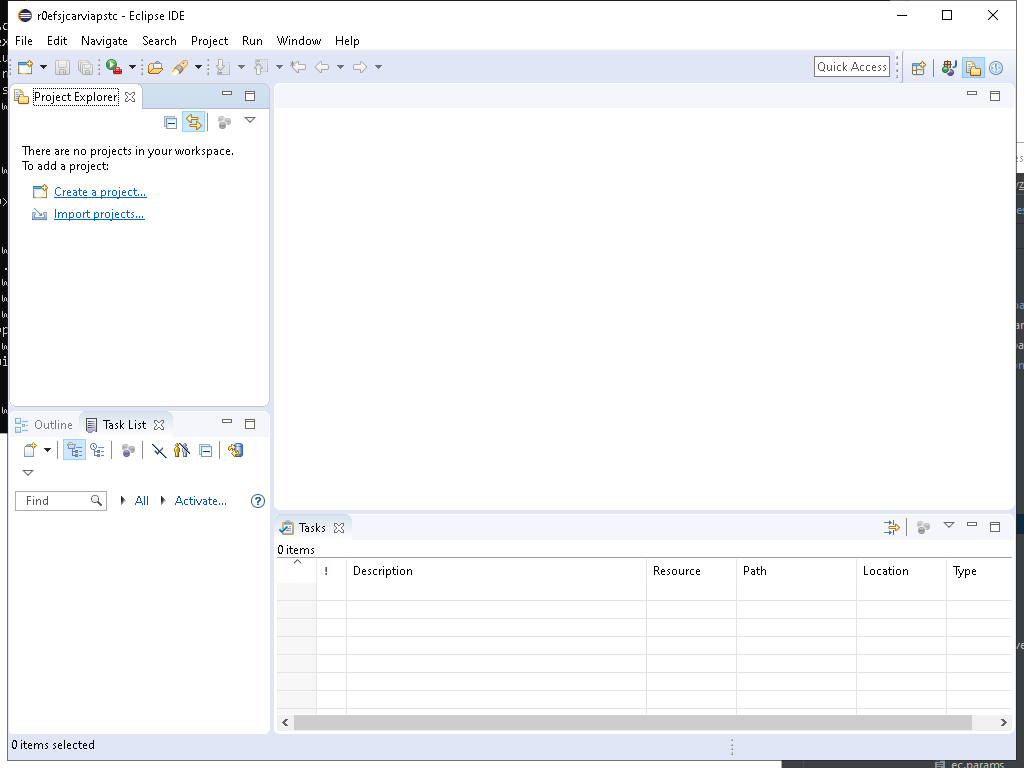 r0efsjcarviapstc - Eclipse IDE
File Edit Navigate Search Project Run Window Help
Quick Access
Project Explorer
There are no projects in your workspace.
To add a project:
Create a project...
Import projects...
Outline Task List
Find All Activate...
Tasks
0 items
! Description Resource Path Location Type
0 items selected
ec.params